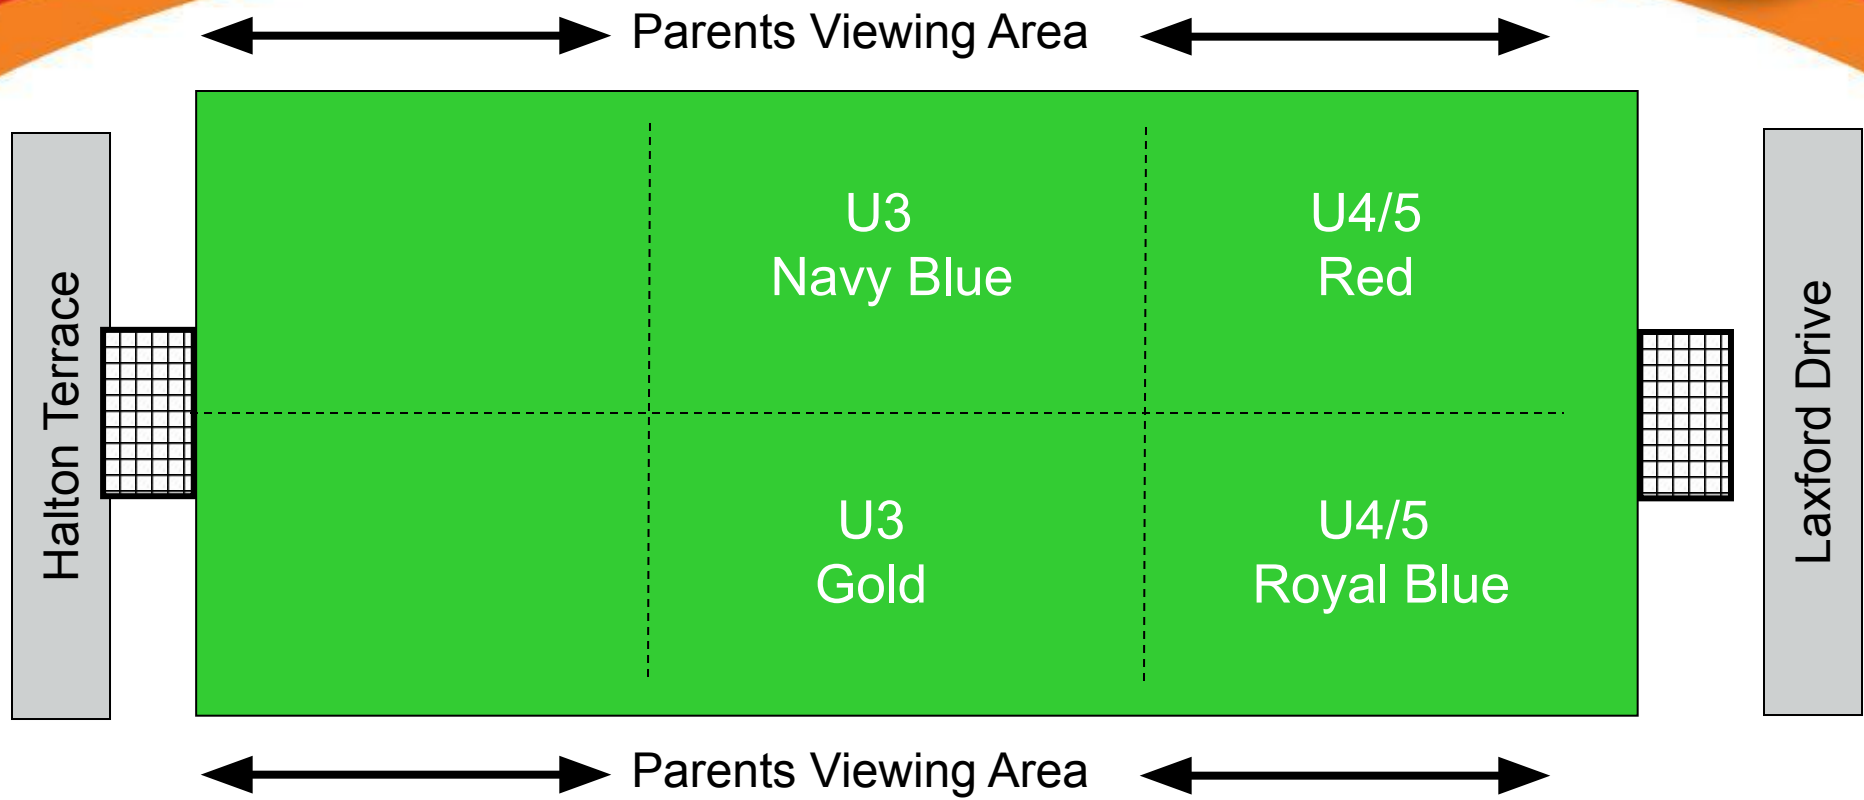 Parents Viewing Area
U3
Navy Blue
U4/5
Red
Halton Terrace
Laxford Drive
U3
Gold
U4/5
Royal Blue
Parents Viewing Area